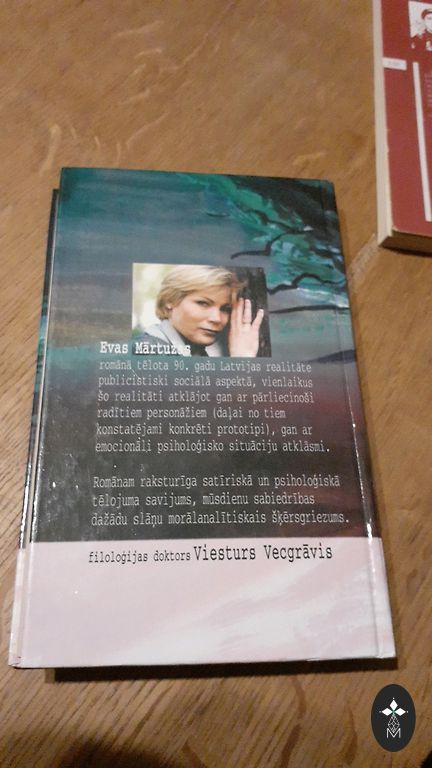 Evas Mārtužas
romānā tēlota 90. gadu Latvijas realitāte
publicistiski sociālā aspektā, vienlaikus
šo realitāti atklājot gan ar pārliecinoši
radītiem personāžiem (daļai no tiem
konstatējami konkrēti prototipi), gan ar
emocionāli psiholoģisko situāciju atklāsmi.
Romānam raksturīga satīriskā un psiholoģiskā
tēlojuma savijums, mūsdienu sabiedrības
dažādu slāņu morālanalītiskais šķērsgriezums.
filoloģijas doktors Viesturs Vecgrāvis